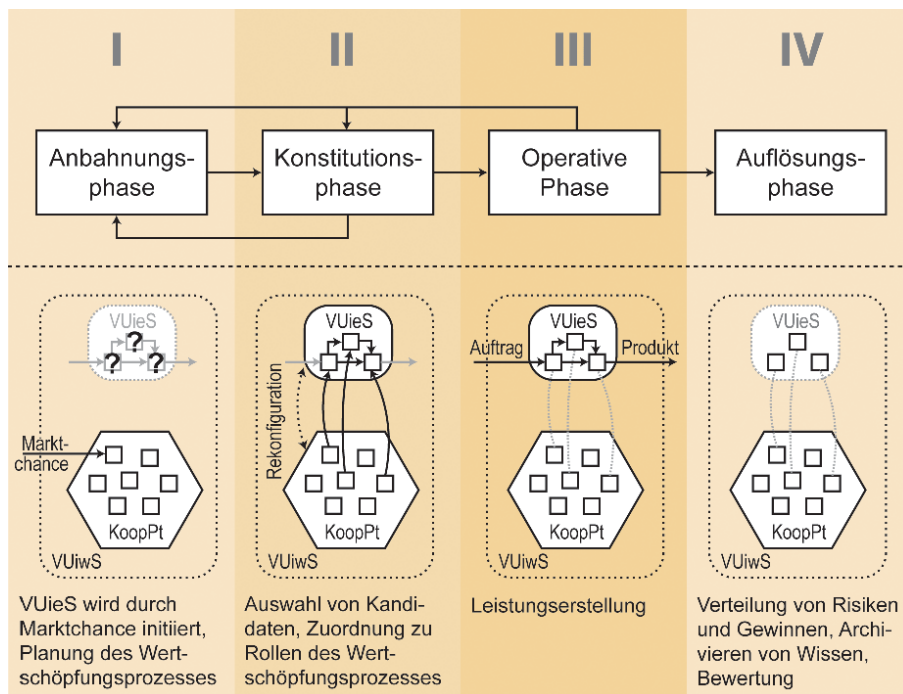 I
II
III
IV
Anbahnungs-
phase
Konstitutions-
phase
Operative
Phase
Auflösungs-
phase
VUieS
?
?
?
Markt-
chance
KoopPt
VUiwS
VUieS wird durch
Marktchance initiiert,
Planung des Wert-
schöpfungsprozesses
VUieS
Rekonfiguration
KoopPt
VUiwS
Auswahl von Kandi-
daten, Zuordnung zu
Rollen des Wert-
schöpfungsprozesses
VUieS
Auftrag
Produkt
KoopPt
VUiwS
Leistungserstellung
VUieS
KoopPt
VUiwS
Verteilung von Risiken
und Gewinnen, Archi-
vieren von Wissen,
Bewertung